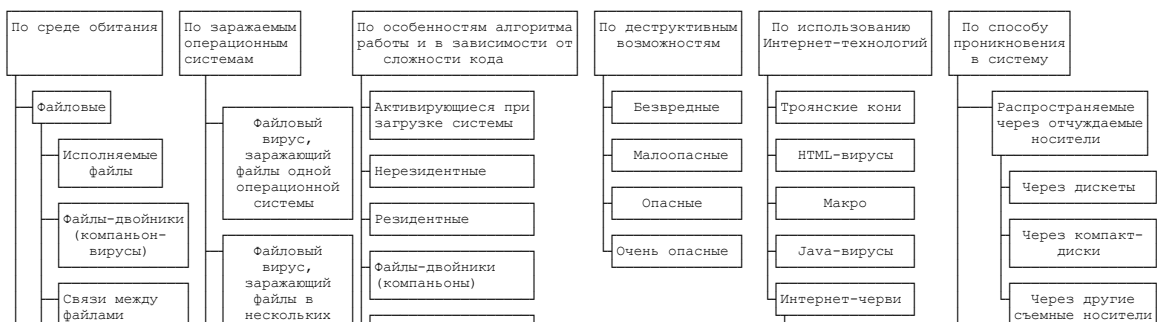 По среде обитания
Файловые
Исполняемые
файлы
Файлы-двойники
(компаньон-
вирусы)
Связи между
файлами
По заражаемым
операционным
системам
Файловый
вирус,
заражающий
файлы одной
операционной
системы
Файловый
вирус,
заражающий
файлы в
нескольких
По особенностям алгоритма
работы и в зависимости от
сложности кода
Активирующиеся при
загрузке системы
Нерезидентные
Резидентные
Файлы-двойники
(компаньоны)
По деструктивным
возможностям
Безвредные
Малоопасные
Опасные
Очень опасные
По использованию
Интернет-технологий
Троянские кони
HTML-вирусы
Макро
Java-вирусы
Интернет-черви
По способу
проникновения
в систему
Распространяемые
через отчуждаемые
носители
Через дискеты
Через компакт-
диски
Через другие
съемные носители